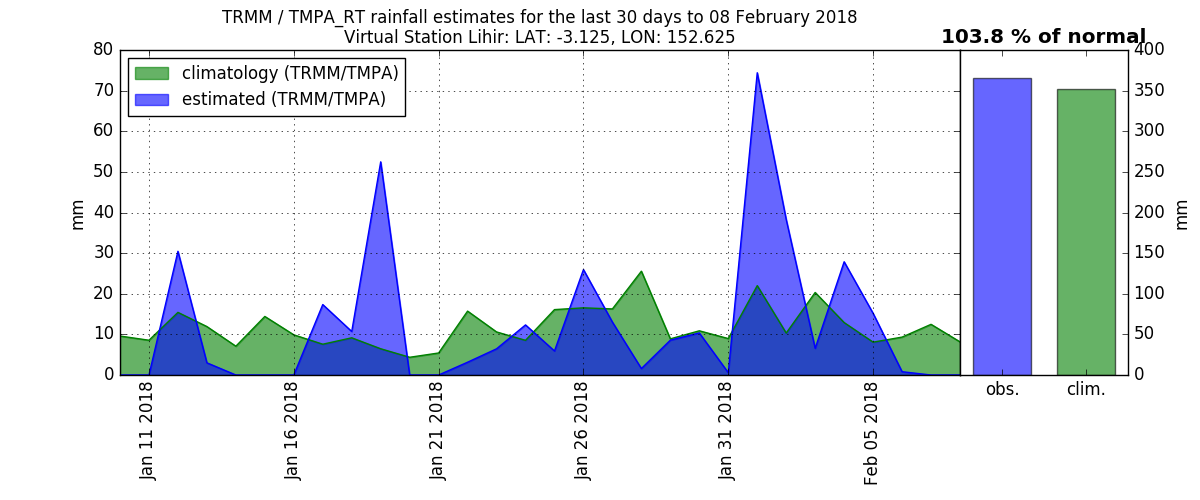 TRMM / TMPA_RT rainfall estimates for the last 30 days to 08 February 2018
Virtual Station Lihir: LAT: -3.125, LON: 152.625
103.8 % of normal
climatology (TRMM/TMPA)
estimated (TRMM/TMPA)
80
70
60
50
40
30
20
10
0
mm
Jan 11 2018
Jan 16 2018
Jan 21 2018
Jan 26 2018
Jan 31 2018
Feb 05 2018
obs.
clim.
400
350
300
250
200
150
100
50
0
mm